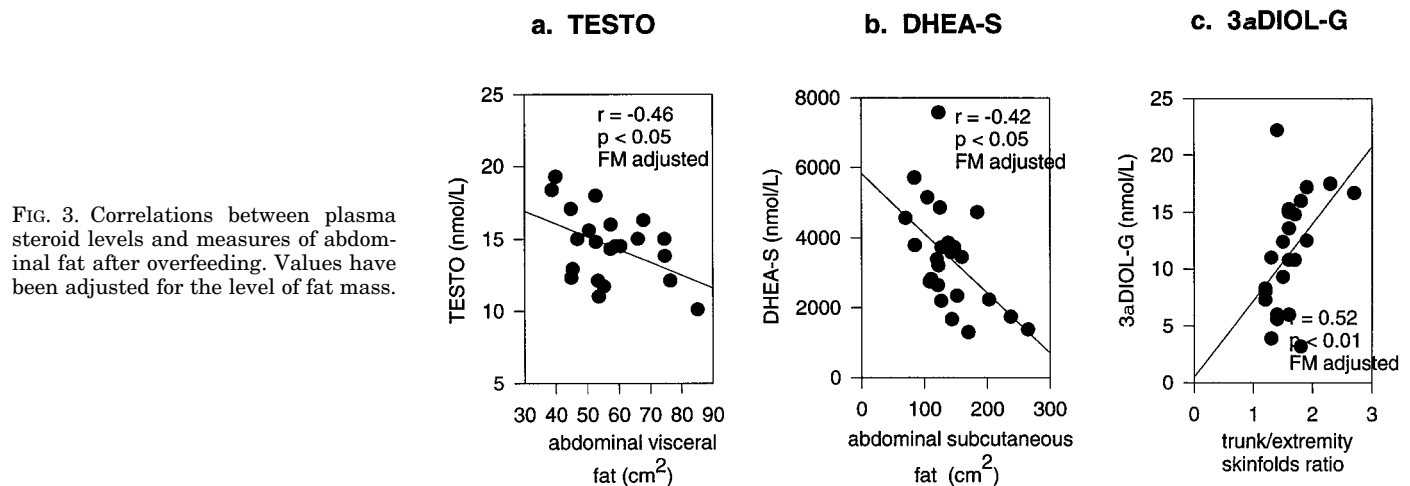 FIG. 3. Correlations between plasma
steroid levels and measures of abdom-
inal fat after overfeeding. Values have
been adjusted for the level of fat mass.
a. TESTO
25
20
15
10
5
TESTO (nmol/L)
r = -0.46
p < 0.05
FM adjusted
30 40 50 60 70 80 90
abdominal visceral
fat (cm2)
b. DHEA-S
8000
6000
4000
2000
0
DHEA-S (nmol/L)
r = -0.42
p < 0.05
FM adjusted
0 100 200 300
abdominal subcutaneous
fat (cm2)
c. 3aDIOL-G
25
20
15
10
5
0
3aDIOL-G (nmol/L)
r = 0.52
p < 0.01
FM adjusted
0 1 2 3
trunk/extremity
skinfolds ratio